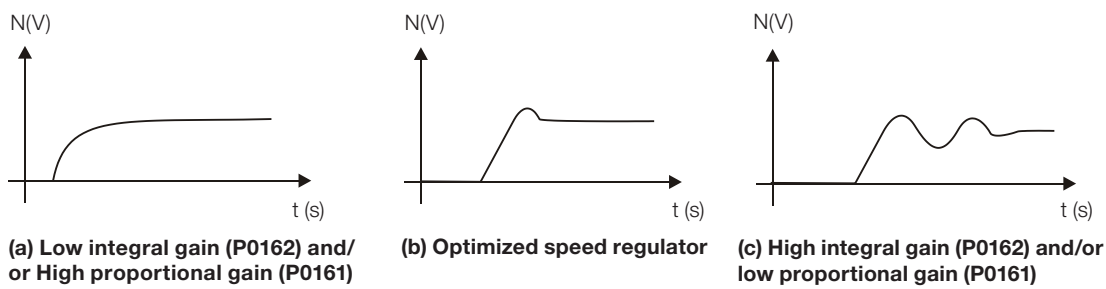 N(V)
t (s)
(a) Low integral gain (P0162) and/
or High proportional gain (P0161)
N(V)
t (s)
(b) Optimized speed regulator
N(V)
t (s)
(c) High integral gain (P0162) and/or
low proportional gain (P0161)